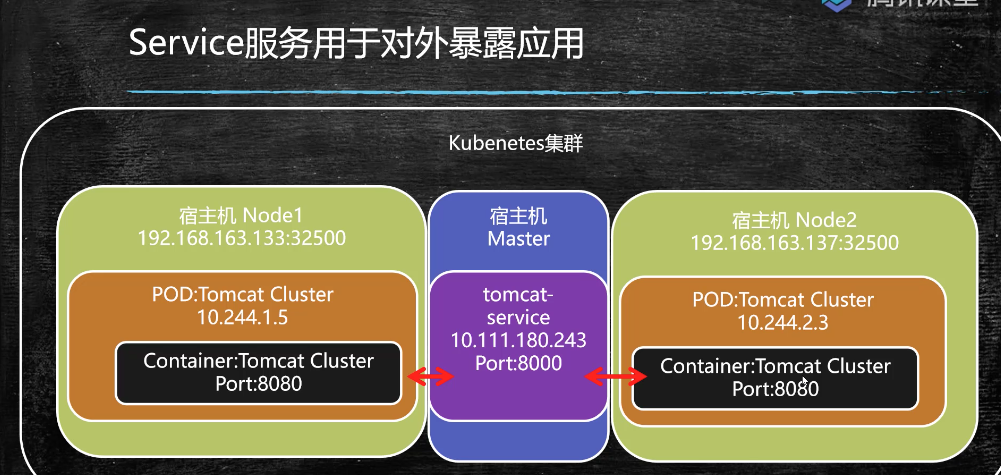 腾讯课堂
Service服务用于对外暴露应用
Kubenetes集群
宿主机 Node1
192.168.163.133:32500
POD:Tomcat Cluster
10.244.1.5
Container:Tomcat Cluster
Port:8080
宿主机
Master
tomcat-
service
10.111.180.243
Port:8000
宿主机 Node2
192.168.163.137:32500
POD:Tomcat Cluster
10.244.2.3
Container:Tomcat Cluster
Port:8080